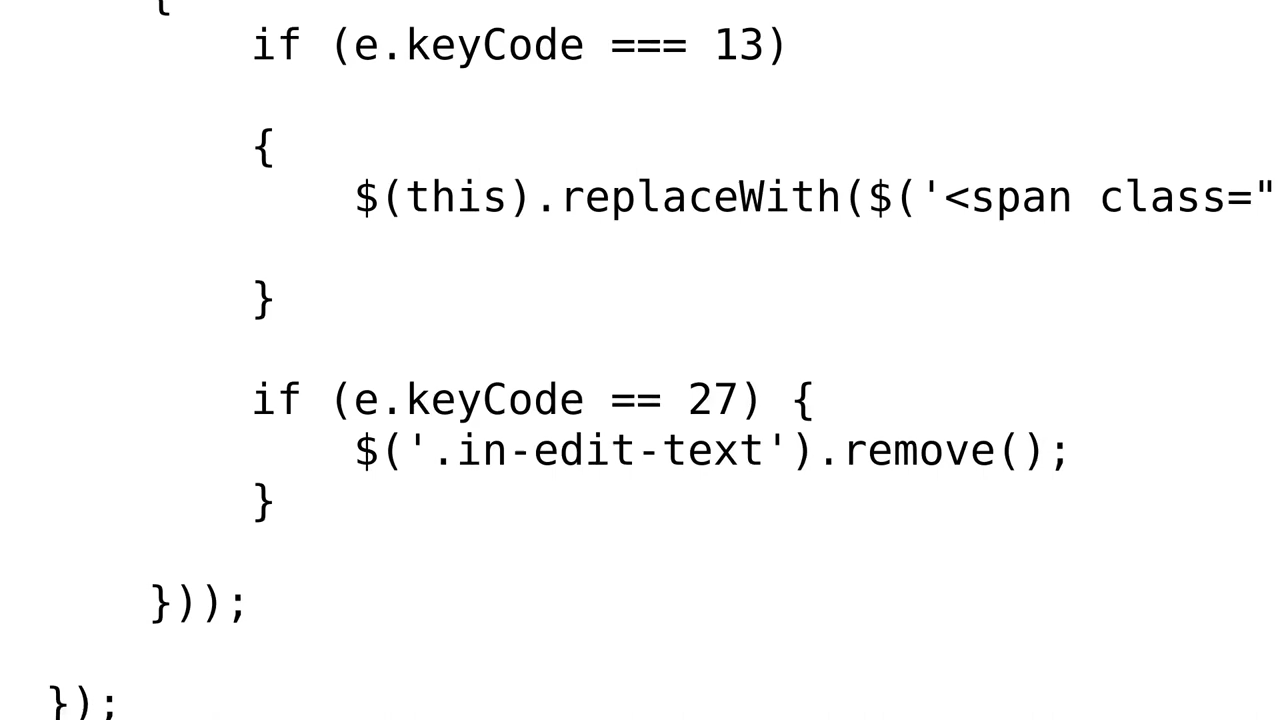 {
if (e.keyCode === 13)
{
$(this).replaceWith($('<span class="
}
if (e.keyCode == 27) {
$('.in-edit-text').remove();
}
}));
});